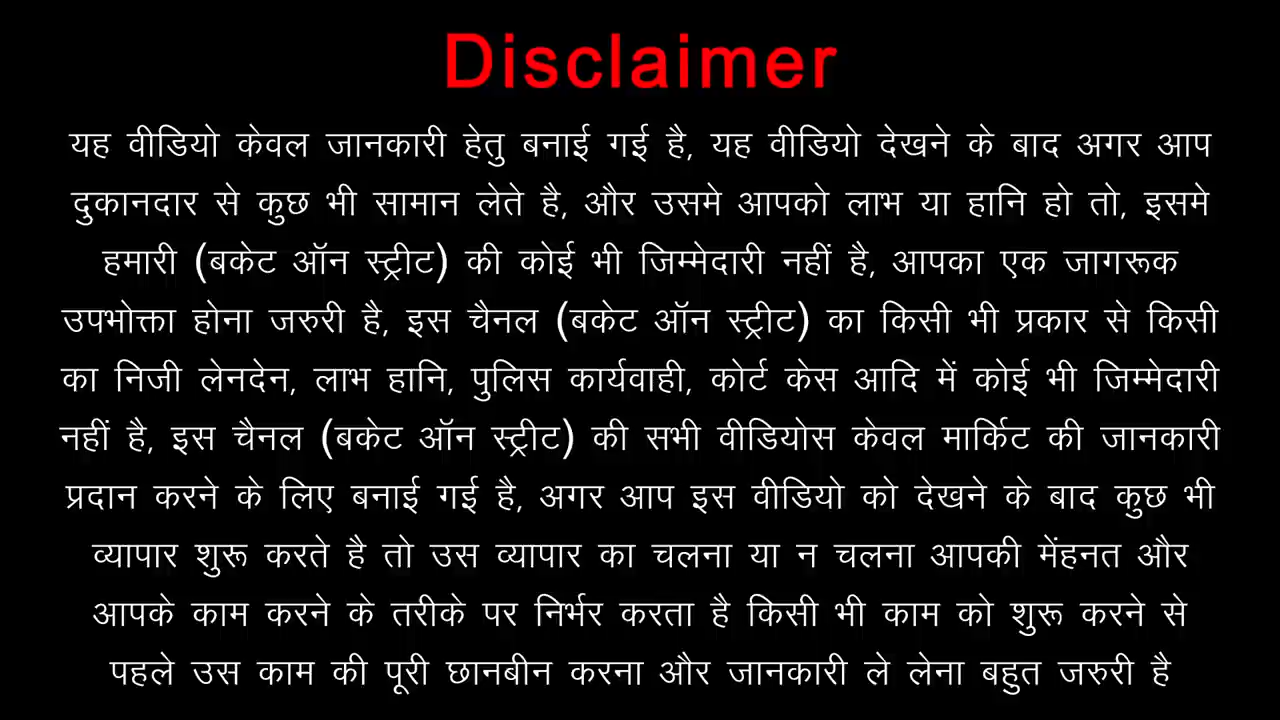 Disclaimer
यह वीडियो केवल जानकारी हेतु बनाई गई है, यह वीडियो देखने के बाद अगर आप
दुकानदार से कुछ भी सामान लेते है, और उसमे आपको लाभ या हानि हो तो, इसमे
हमारी (बकेट ऑन स्ट्रीट) की कोई भी जिम्मेदारी नहीं है, आपका एक जागरूक
उपभोक्ता होना जरुरी है, इस चैनल (बकेट ऑन स्ट्रीट) का किसी भी प्रकार से किसी
का निजी लेनदेन, लाभ हानि, पुलिस कार्यवाही, कोर्ट केस आदि में कोई भी जिम्मेदारी
नहीं है, इस चैनल (बकेट ऑन स्ट्रीट) की सभी वीडियोस केवल मार्किट की जानकारी
प्रदान करने के लिए बनाई गई है, अगर आप इस वीडियो को देखने के बाद कुछ भी
व्यापार शुरू करते है तो उस व्यापार का चलना या न चलना आपकी मेंहनत और
आपके काम करने के तरीके पर निर्भर करता है किसी भी काम को शुरू करने से
पहले उस काम की पूरी छानबीन करना और जानकारी ले लेना बहुत जरुरी है